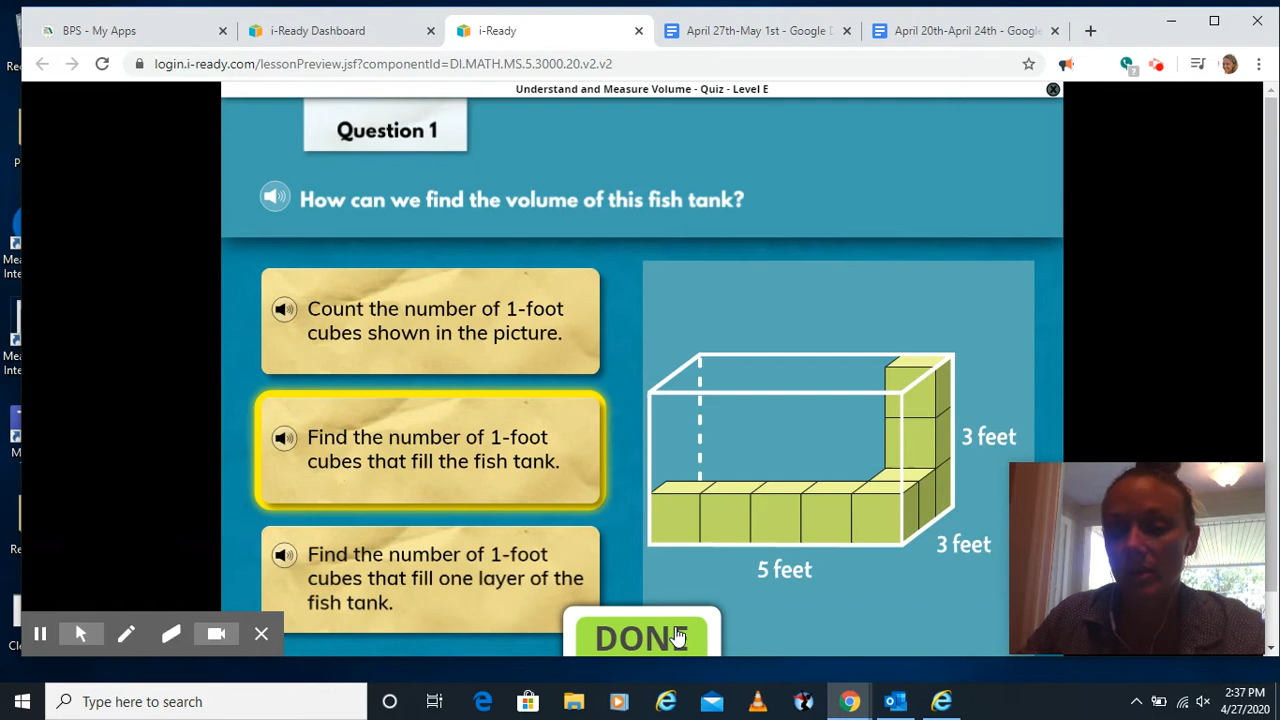 BPS - My Apps
i-Ready Dashboard
i-Ready
April 27th-May 1st - Google D
April 20th-April 24th - Google
login.i-ready.com/lessonPreview.jsf?componentId=DI.MATH.MS.5.3000.20.v2.v2
Understand and Measure Volume - Quiz - Level E
Question 1
How can we find the volume of this fish tank?
Count the number of 1-foot
cubes shown in the picture.
Find the number of 1-foot
cubes that fill the fish tank.
Find the number of 1-foot
cubes that fill one layer of the
fish tank.
3 feet
3 feet
5 feet
DONE
Type here to search
2:37 PM
4/27/2020